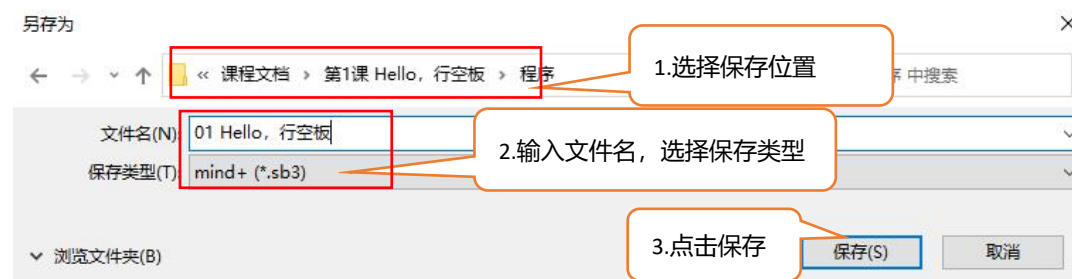 另存为
« 课程文档 › 第1课 Hello，行空板 › 程序
1.选择保存位置
中搜索
文件名(N):
01 Hello，行空板
2.输入文件名，选择保存类型
保存类型(T):
mind+ (*.sb3)
3.点击保存
浏览文件夹(B)
保存(S)
取消